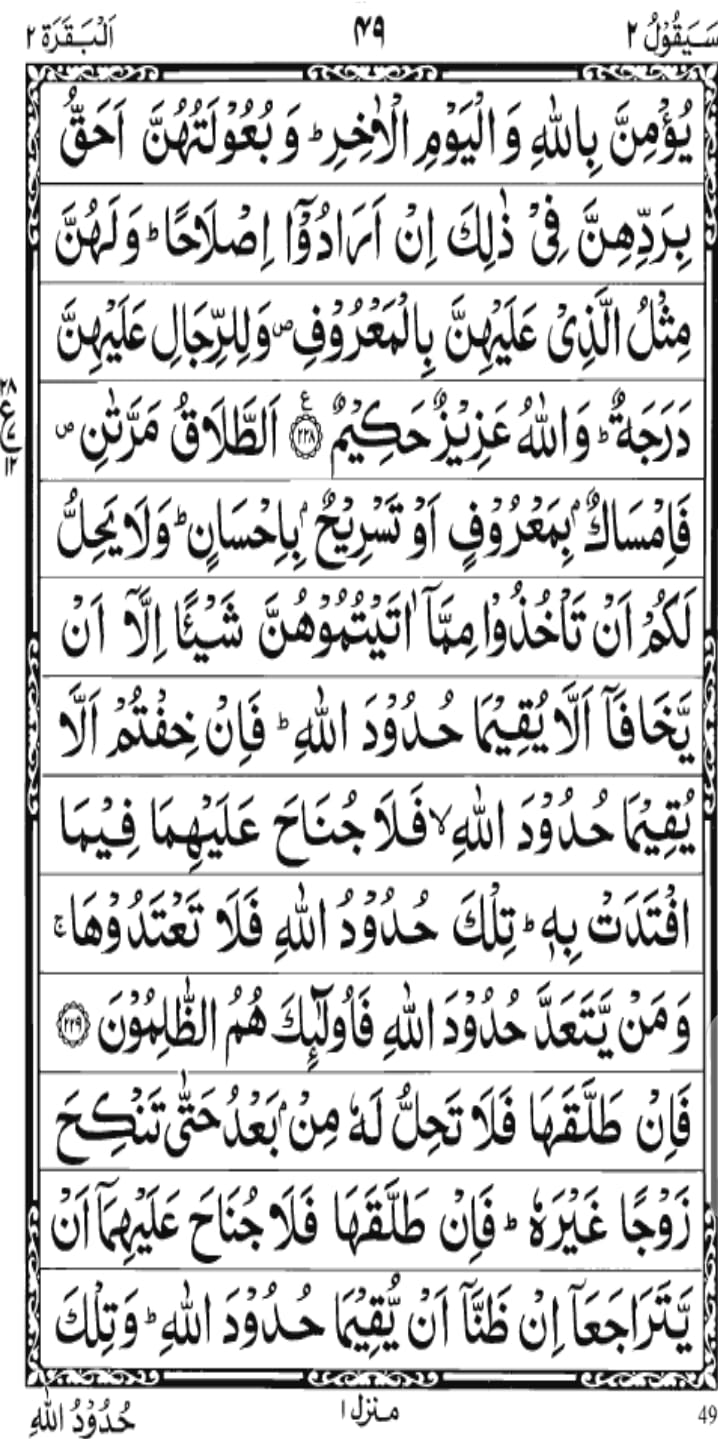 سَيَقُوْلُ ٢ ٤٩ اَلْبَقَرَة ٢
يُؤْمِنَّ بِاللّٰهِ وَ الْيَوْمِ الْاٰخِرِ ؕ وَ بُعُوْلَتُهُنَّ اَحَقُّ
بِرَدِّهِنَّ فِىْ ذٰلِكَ اِنْ اَرَادُوْۤا اِصْلَاحًا ؕ وَ لَهُنَّ
مِثْلُ الَّذِىْ عَلَيْهِنَّ بِالْمَعْرُوْفِ ۪ وَ لِلرِّجَالِ عَلَيْهِنَّ
دَرَجَةٌ ؕ وَ اللّٰهُ عَزِيْزٌ حَكِيْمٌ ع ٢٢٨ اَلطَّلَاقُ مَرَّتٰنِ ۪
٢٨ ع ٤ ١٢
فَاِمْسَاكٌۢ بِمَعْرُوْفٍ اَوْ تَسْرِيْحٌۢ بِاِحْسَانٍ ؕ وَ لَا يَحِلُّ
لَكُمْ اَنْ تَاْخُذُوْا مِمَّاۤ اٰتَيْتُمُوْهُنَّ شَيْـًٔا اِلَّاۤ اَنْ
يَّخَافَاۤ اَلَّا يُقِيْمَا حُدُوْدَ اللّٰهِ ؕ فَاِنْ خِفْتُمْ اَلَّا
يُقِيْمَا حُدُوْدَ اللّٰهِ ۙ فَلَا جُنَاحَ عَلَيْهِمَا فِيْمَا
افْتَدَتْ بِهٖ ؕ تِلْكَ حُدُوْدُ اللّٰهِ فَلَا تَعْتَدُوْهَا ۚ
وَ مَنْ يَّتَعَدَّ حُدُوْدَ اللّٰهِ فَاُولٰٓئِكَ هُمُ الظّٰلِمُوْنَ ٢٢٩
فَاِنْ طَلَّقَهَا فَلَا تَحِلُّ لَهٗ مِنْۢ بَعْدُ حَتّٰى تَنْكِحَ
زَوْجًا غَيْرَهٗ ؕ فَاِنْ طَلَّقَهَا فَلَا جُنَاحَ عَلَيْهِمَاۤ اَنْ
يَّتَرَاجَعَاۤ اِنْ ظَنَّاۤ اَنْ يُّقِيْمَا حُدُوْدَ اللّٰهِ ؕ وَ تِلْكَ
49 منزل ١ حُدُوْدُ اللّٰهِ